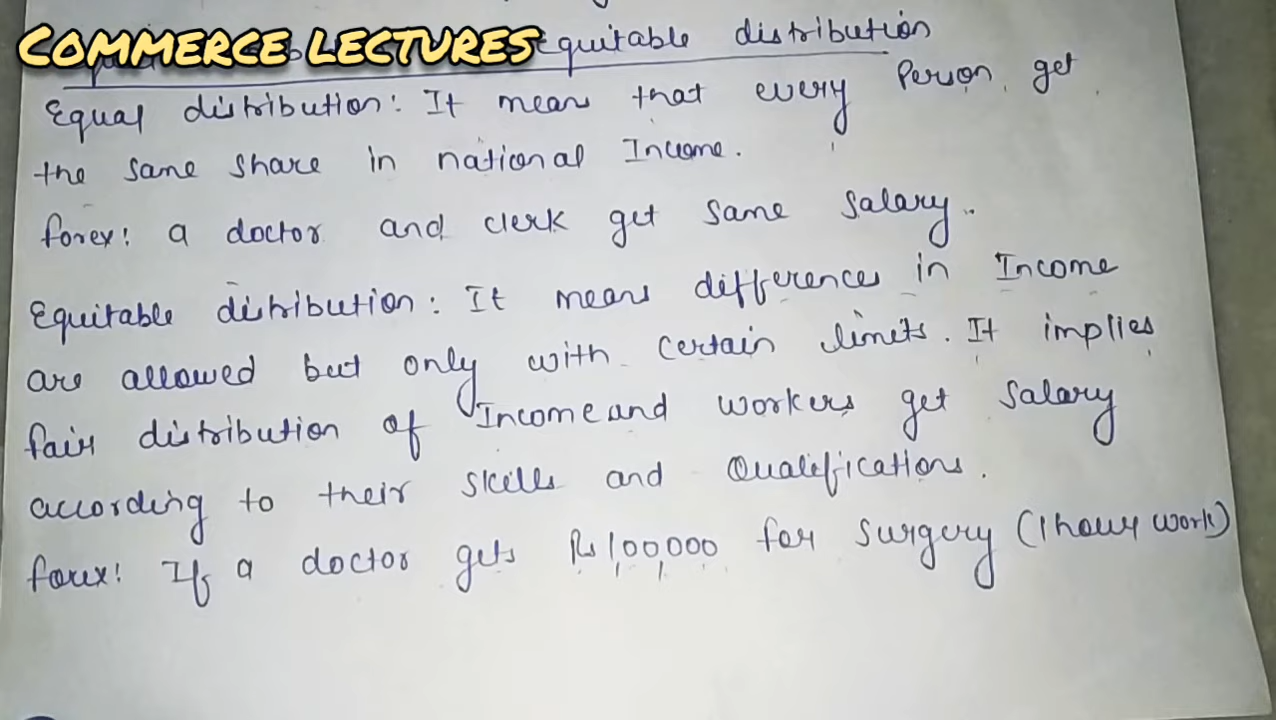 COMMERCE LECTURES equitable distribution
Equal distribution: It means that every Person get
the same share in national Income.
forex: a doctor and clerk get same salary.
Equitable distribution: It means differences in Income
are allowed but only with certain limits. It implies
fair distribution of Income and workers get salary
according to their skills and Qualifications.
forex: If a doctor gets Rs 1,00,000 for surgery (1 hour work)